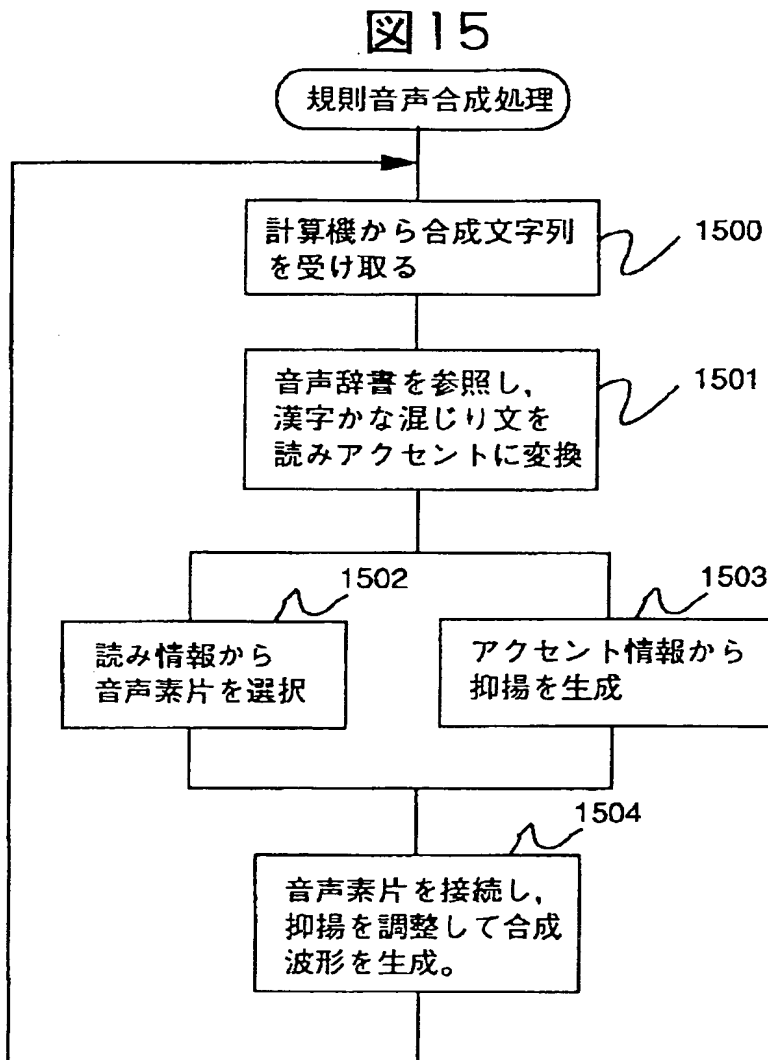 図15
規則音声合成処理
計算機から合成文字列
を受け取る
1500
音声辞書を参照し,
漢字かな混じり文を
読みアクセントに変換
1501
1502
読み情報から
音声素片を選択
1503
アクセント情報から
抑揚を生成
1504
音声素片を接続し,
抑揚を調整して合成
波形を生成。